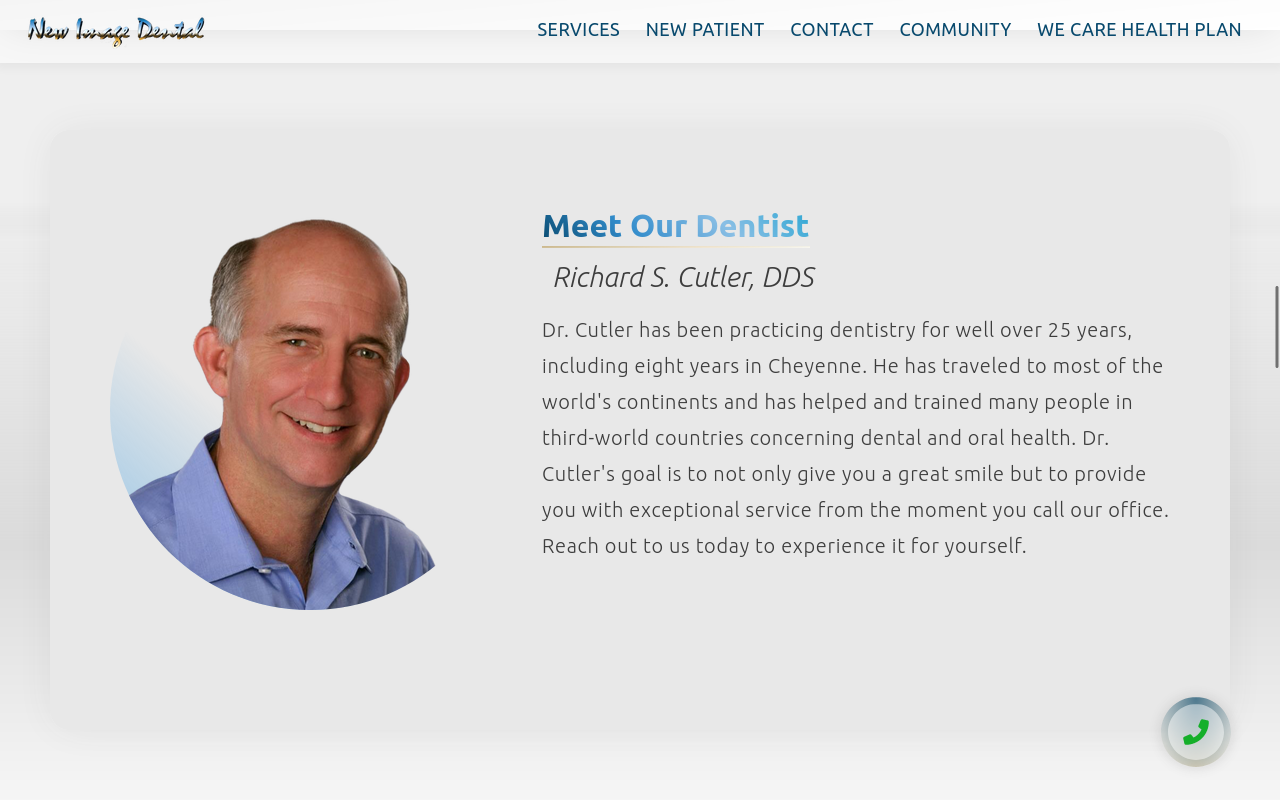 New Image Dental
SERVICES NEW PATIENT CONTACT COMMUNITY WE CARE HEALTH PLAN
Meet Our Dentist
Richard S. Cutler, DDS
Dr. Cutler has been practicing dentistry for well over 25 years,
including eight years in Cheyenne. He has traveled to most of the
world's continents and has helped and trained many people in
third-world countries concerning dental and oral health. Dr.
Cutler's goal is to not only give you a great smile but to provide
you with exceptional service from the moment you call our office.
Reach out to us today to experience it for yourself.